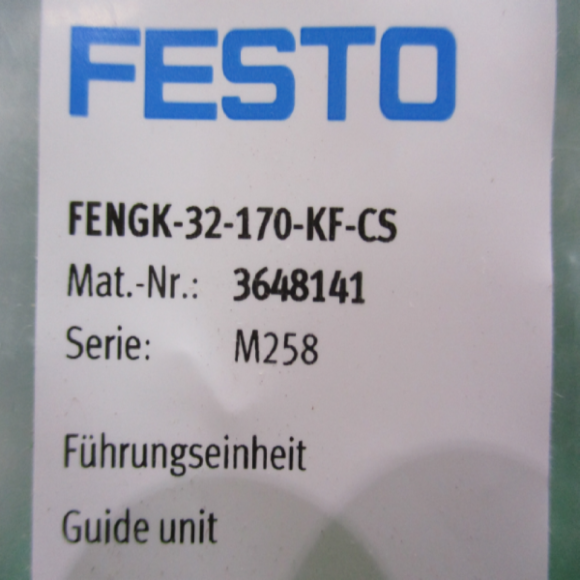 FESTO
FENGK-32-170-KF-CS
Mat.-Nr.: 3648141
Serie: M258
Führungseinheit
Guide unit